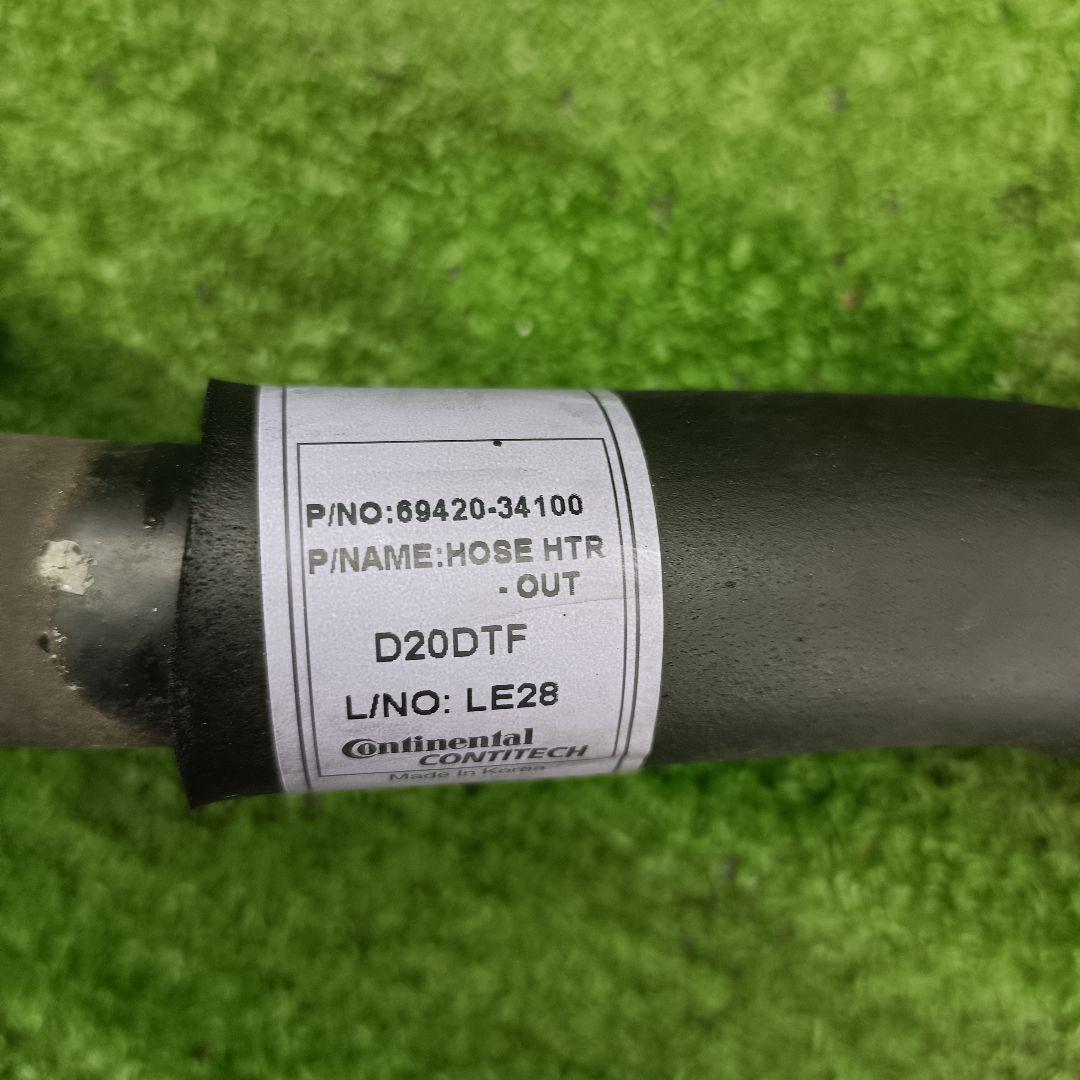 P/NO:69420-34100
P/NAME:HOSE HTR
- OUT
D20DTF
L/NO: LE28
Continental
CONTITECH
Made In Korea